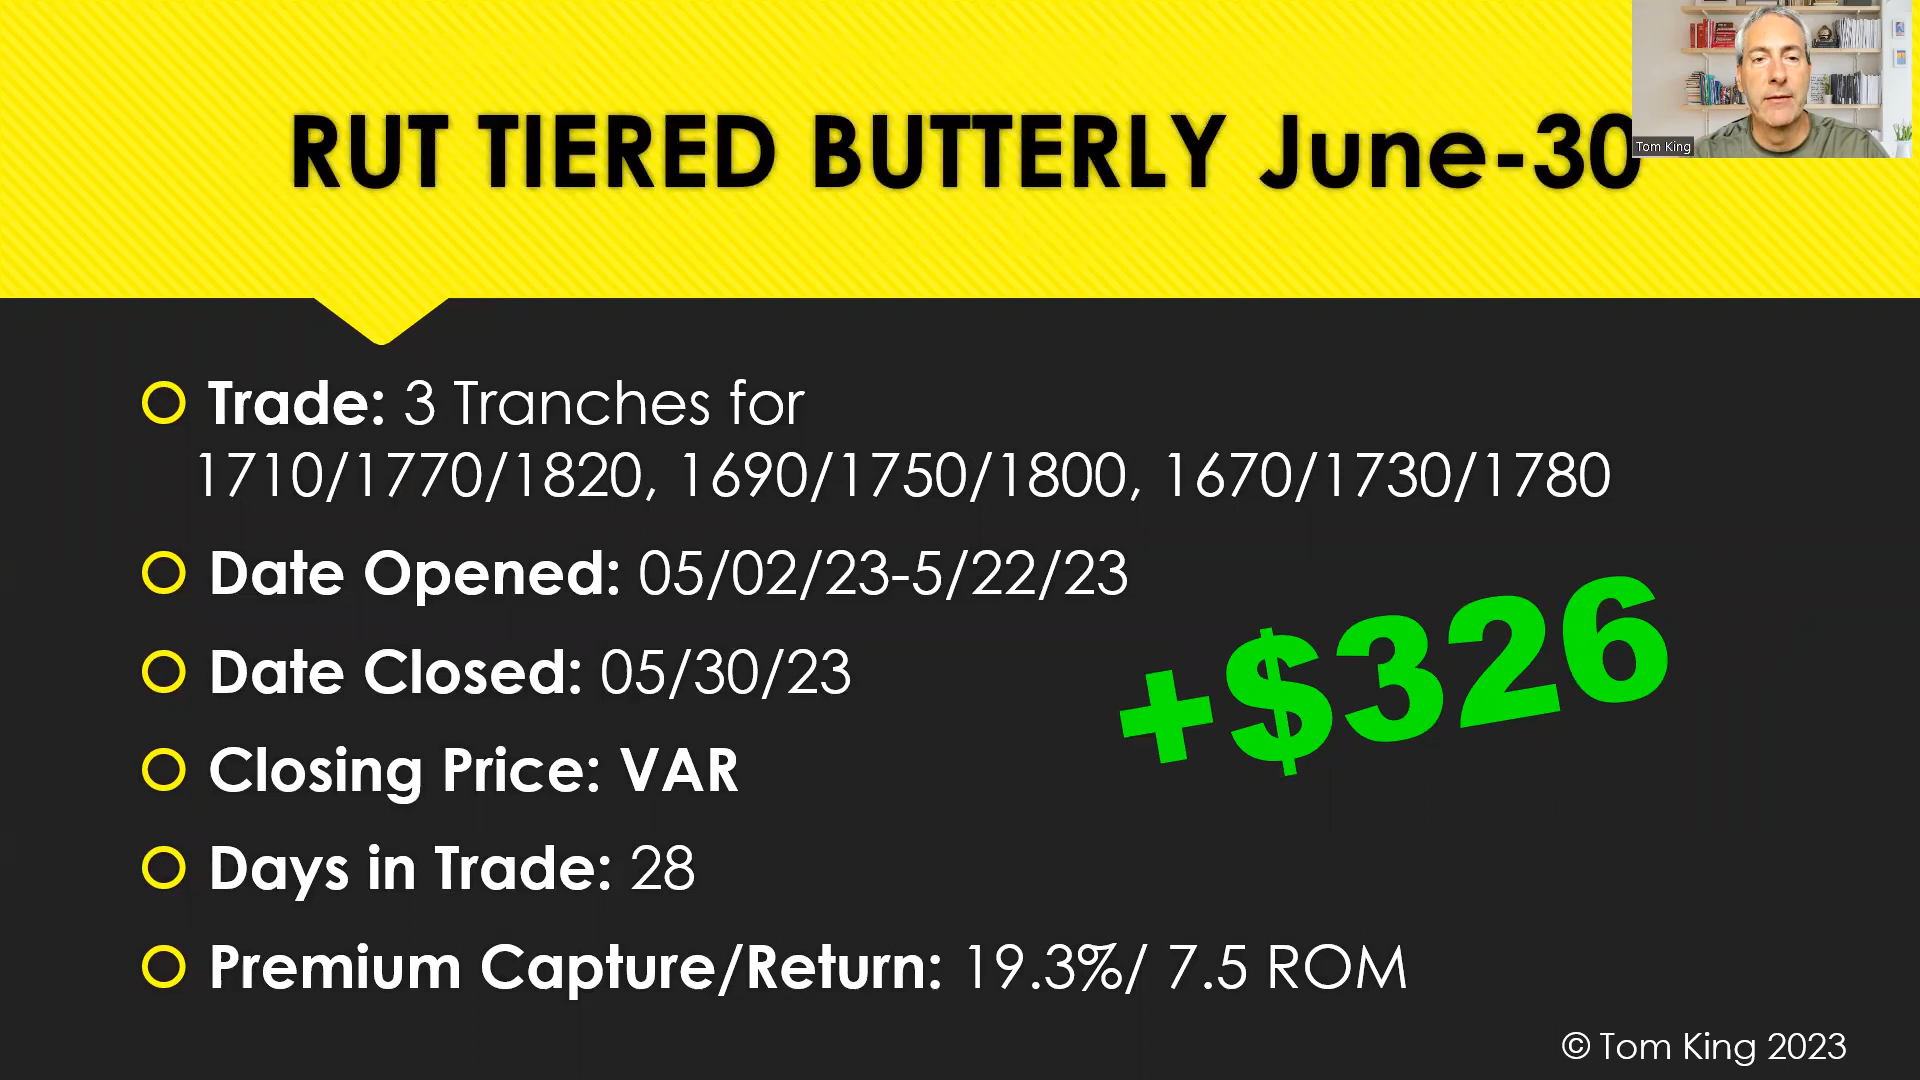 RUT TIERED BUTTERLY June-30
Tom King
Trade: 3 Tranches for
1710/1770/1820, 1690/1750/1800, 1670/1730/1780
Date Opened: 05/02/23-5/22/23
Date Closed: 05/30/23
+$326
Closing Price: VAR
Days in Trade: 28
Premium Capture/Return: 19.3%/ 7.5 ROM
© Tom King 2023